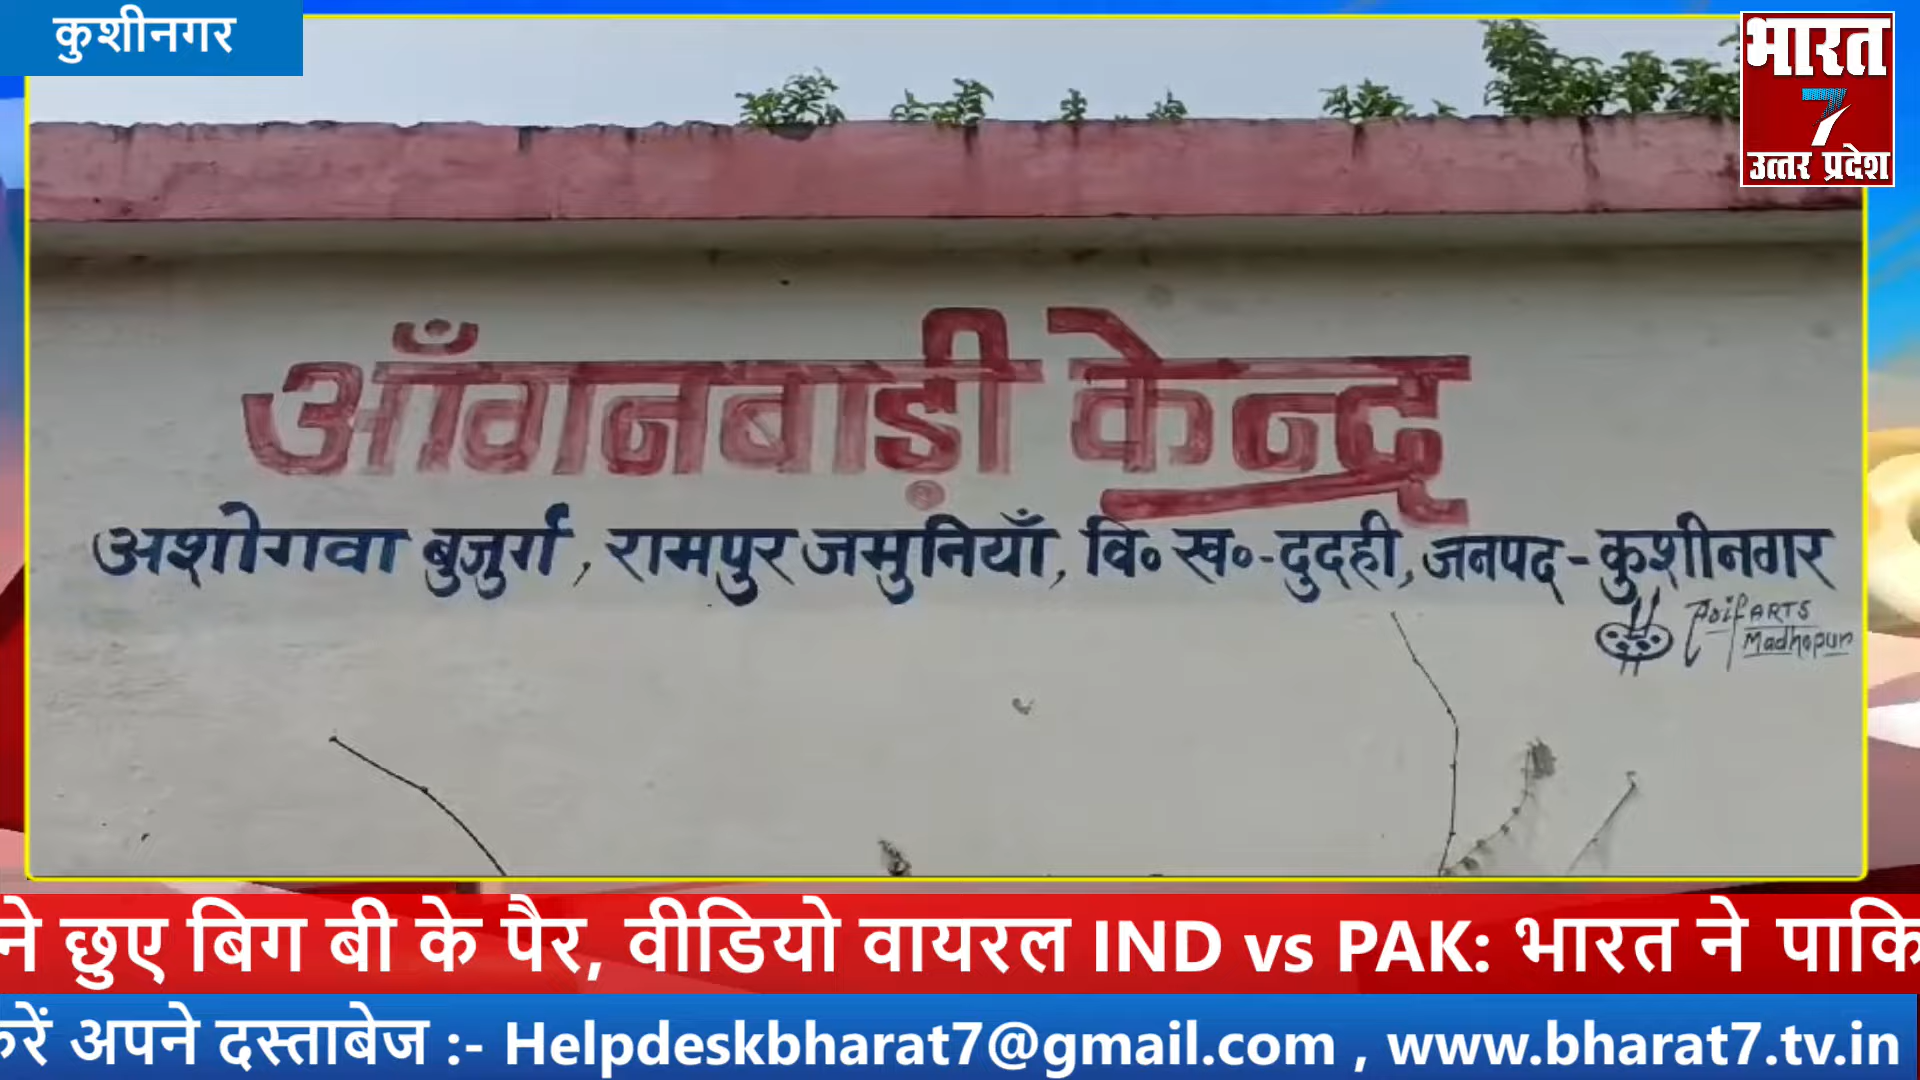 कुशीनगर
भारत
7
उत्तर प्रदेश
आँगनबाड़ी केन्द्र
अशोगवा बुजुर्ग, रामपुर जमुनियाँ, वि० ख०-दुदही, जनपद-कुशीनगर
ARTS
Madhopur
ने छुए बिग बी के पैर, वीडियो वायरल IND vs PAK: भारत ने पाकि
करें अपने दस्तावेज :- Helpdeskbharat7@gmail.com , www.bharat7.tv.in